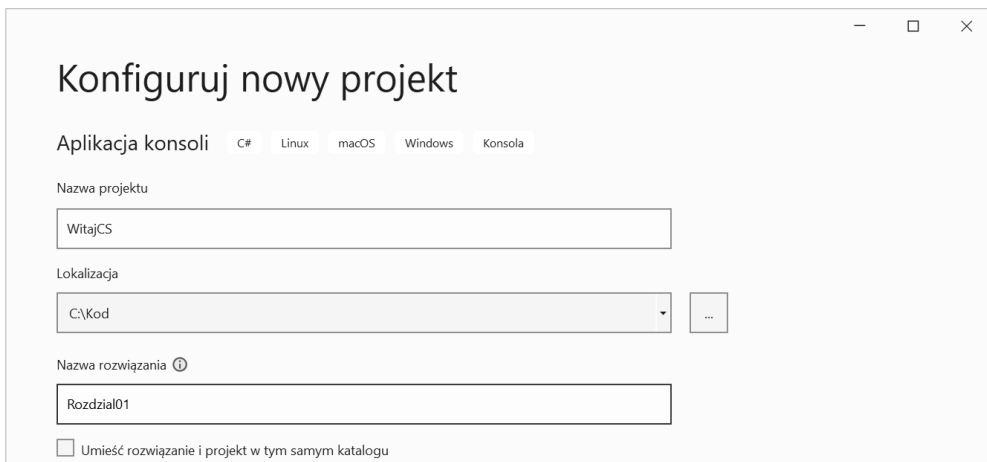 Konfiguruj nowy projekt
Aplikacja konsoli C# Linux macOS Windows Konsola
Nazwa projektu
WitajCS
Lokalizacja
C:\Kod
...
Nazwa rozwiązania
Rozdzial01
Umieść rozwiązanie i projekt w tym samym katalogu